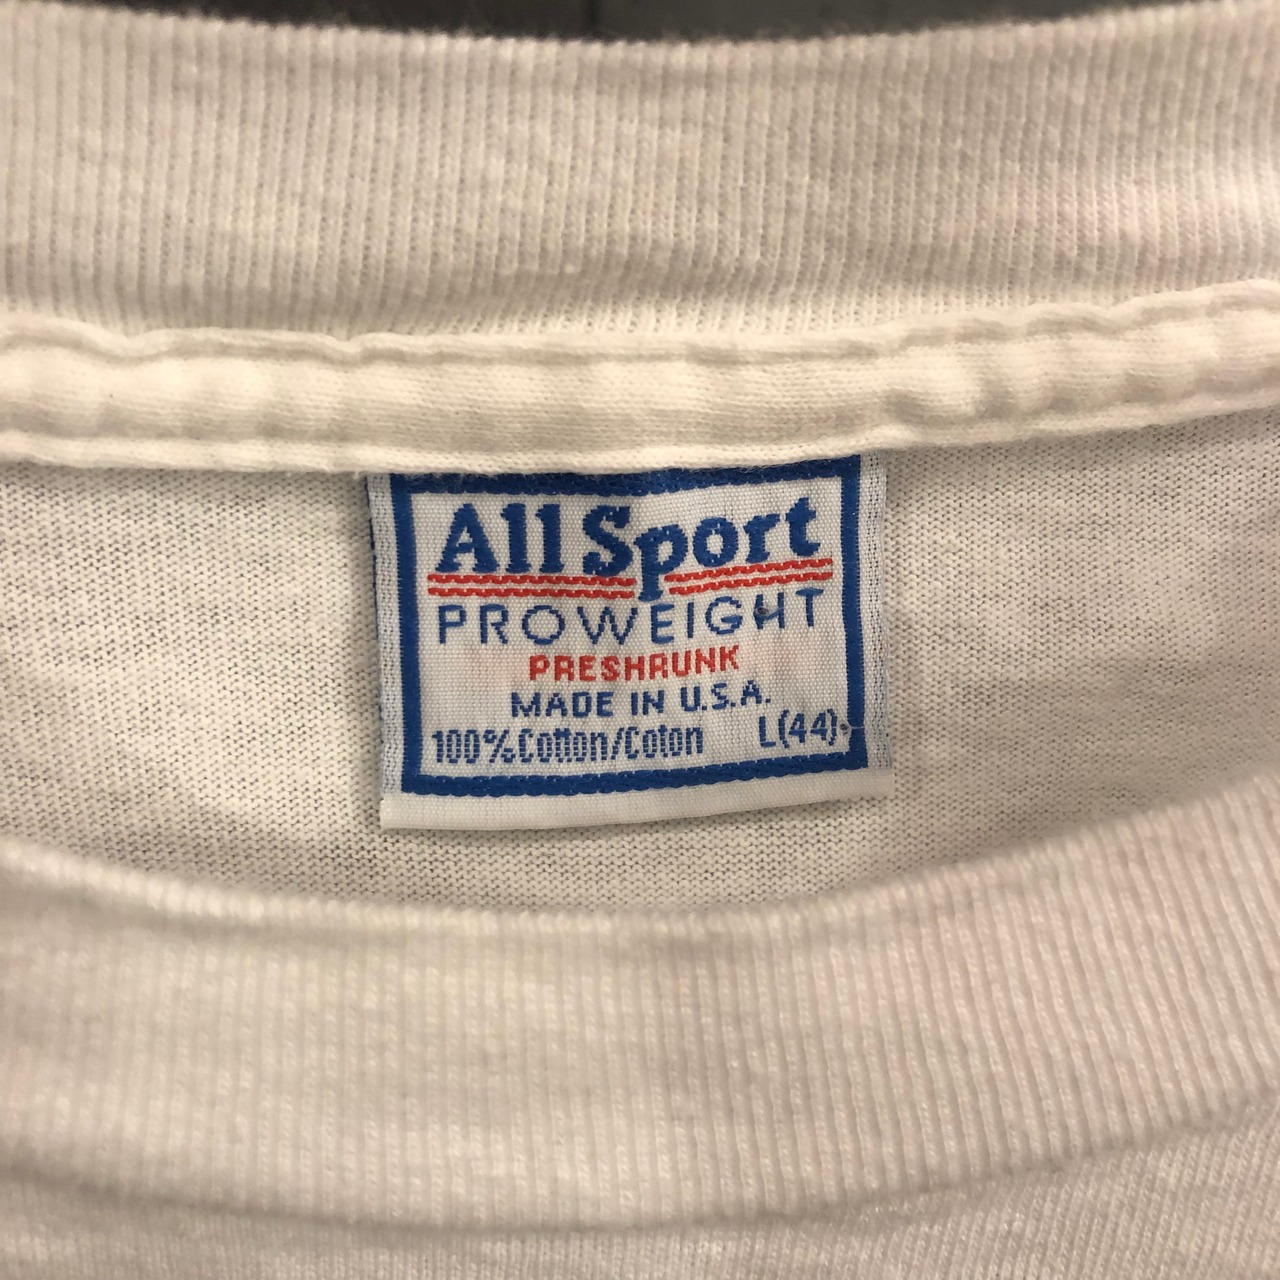 All Sport
PROWEIGHT
PRESHRUNK
MADE IN U.S.A.
100% Cotton/Coton L(44)